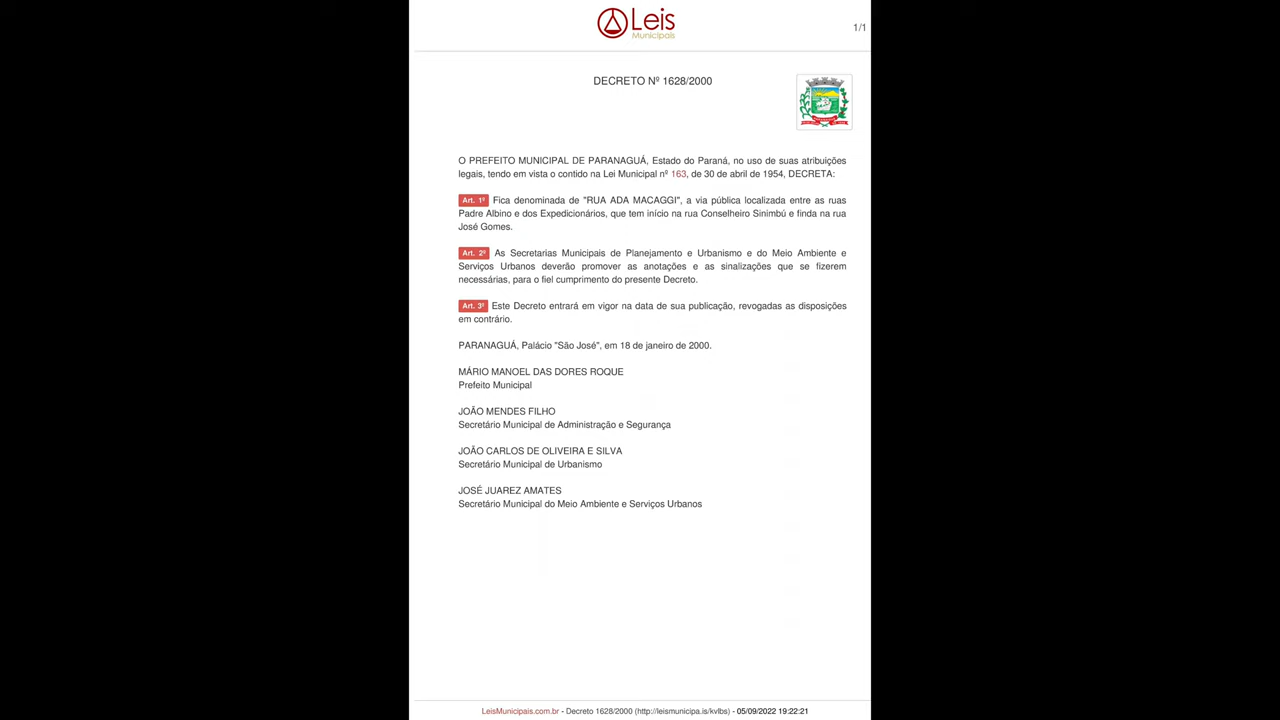 Leis
Municipais
1/1
DECRETO Nº 1628/2000
O PREFEITO MUNICIPAL DE PARANAGUÁ, Estado do Paraná, no uso de suas atribuições
legais, tendo em vista o contido na Lei Municipal nº 163, de 30 de abril de 1954, DECRETA:
Art. 1º Fica denominada de "RUA ADA MACAGGI", a via pública localizada entre as ruas
Padre Albino e dos Expedicionários, que tem início na rua Conselheiro Sinimbú e finda na rua
José Gomes.
Art. 2º As Secretarias Municipais de Planejamento e Urbanismo e do Meio Ambiente e
Serviços Urbanos deverão promover as anotações e as sinalizações que se fizerem
necessárias, para o fiel cumprimento do presente Decreto.
Art. 3º Este Decreto entrará em vigor na data de sua publicação, revogadas as disposições
em contrário.
PARANAGUÁ, Palácio "São José", em 18 de janeiro de 2000.
MÁRIO MANOEL DAS DORES ROQUE
Prefeito Municipal
JOÃO MENDES FILHO
Secretário Municipal de Administração e Segurança
JOÃO CARLOS DE OLIVEIRA E SILVA
Secretário Municipal de Urbanismo
JOSÉ JUAREZ AMATES
Secretário Municipal do Meio Ambiente e Serviços Urbanos
LeisMunicipais.com.br - Decreto 1628/2000 (http://leismunicipa.is/kvlbs) - 05/09/2022 19:22:21